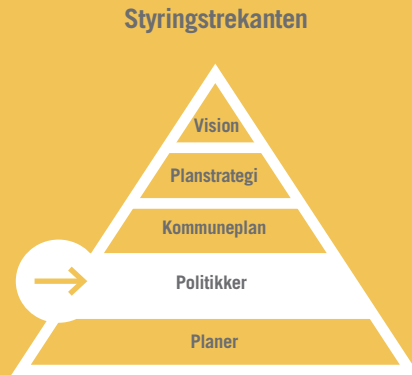 Styringstrekanten
Vision
Planstrategi
Kommuneplan
Politikker
Planer